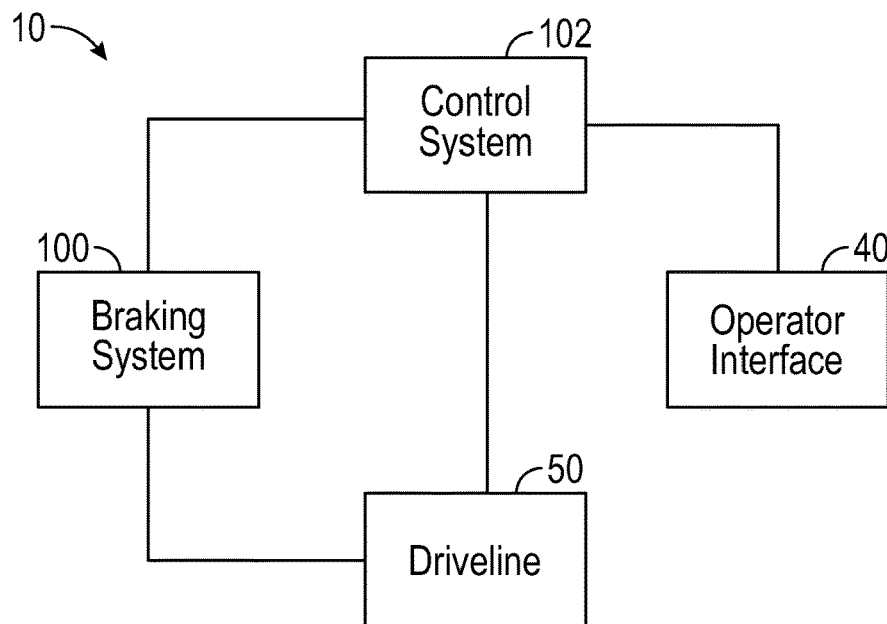 10
102
Control
System
100
Braking
System
40
Operator
Interface
50
Driveline